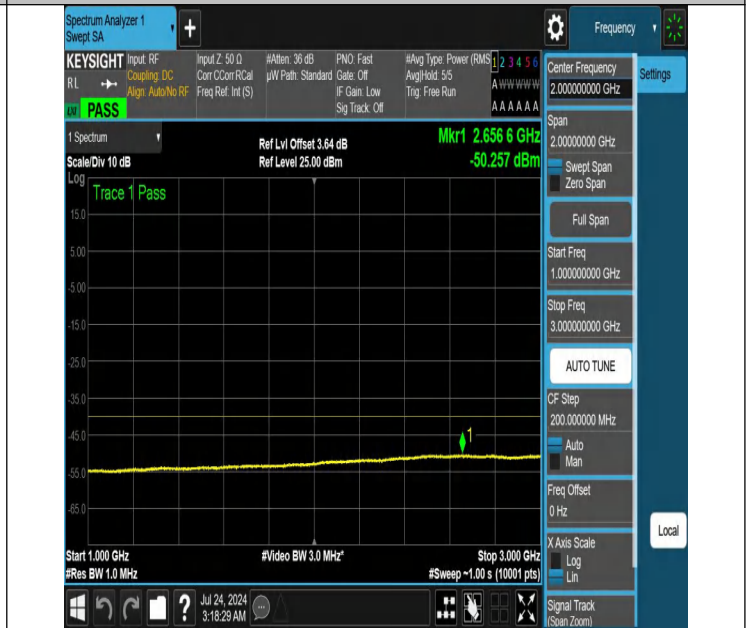 Spectrum Analyzer 1
Swept SA
+
Frequency
KEYSIGHT
RL
PASS
Input: RF
Coupling: DC
Align: Auto/No RF
Input Z: 50 Ω
Corr CCorr RCal
Freq Ref: Int (S)
#Atten: 36 dB
µW Path: Standard
PNO: Fast
Gate: Off
IF Gain: Low
Sig Track: Off
#Avg Type: Power (RMS
Avg|Hold: 5/5
Trig: Free Run
1 2 3 4 5 6
A W W W W W
A A A A A A
Center Frequency
2.000000000 GHz
Settings
1 Spectrum
Scale/Div 10 dB
Ref Lvl Offset 3.64 dB
Ref Level 25.00 dBm
Mkr1 2.656 6 GHz
-50.257 dBm
Log
Trace 1 Pass
15.0
5.00
-5.00
-15.0
-25.0
-35.0
-45.0
-55.0
-65.0
1
Start 1.000 GHz
#Res BW 1.0 MHz
#Video BW 3.0 MHz*
Stop 3.000 GHz
#Sweep ~1.00 s (10001 pts)
Span
2.00000000 GHz
Swept Span
Zero Span
Full Span
Start Freq
1.000000000 GHz
Stop Freq
3.000000000 GHz
AUTO TUNE
CF Step
200.000000 MHz
Auto
Man
Freq Offset
0 Hz
X Axis Scale
Log
Lin
Signal Track
(Span Zoom)
Local
?
Jul 24, 2024
3:18:29 AM